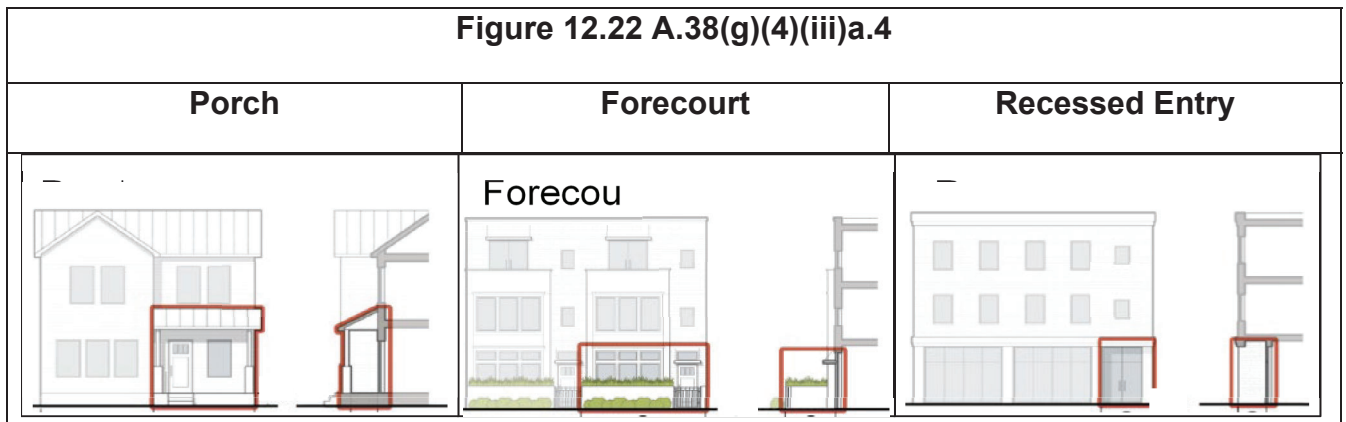 Figure 12.22 A.38(g)(4)(iii)a.4
Porch Forecourt Recessed Entry
Forecou